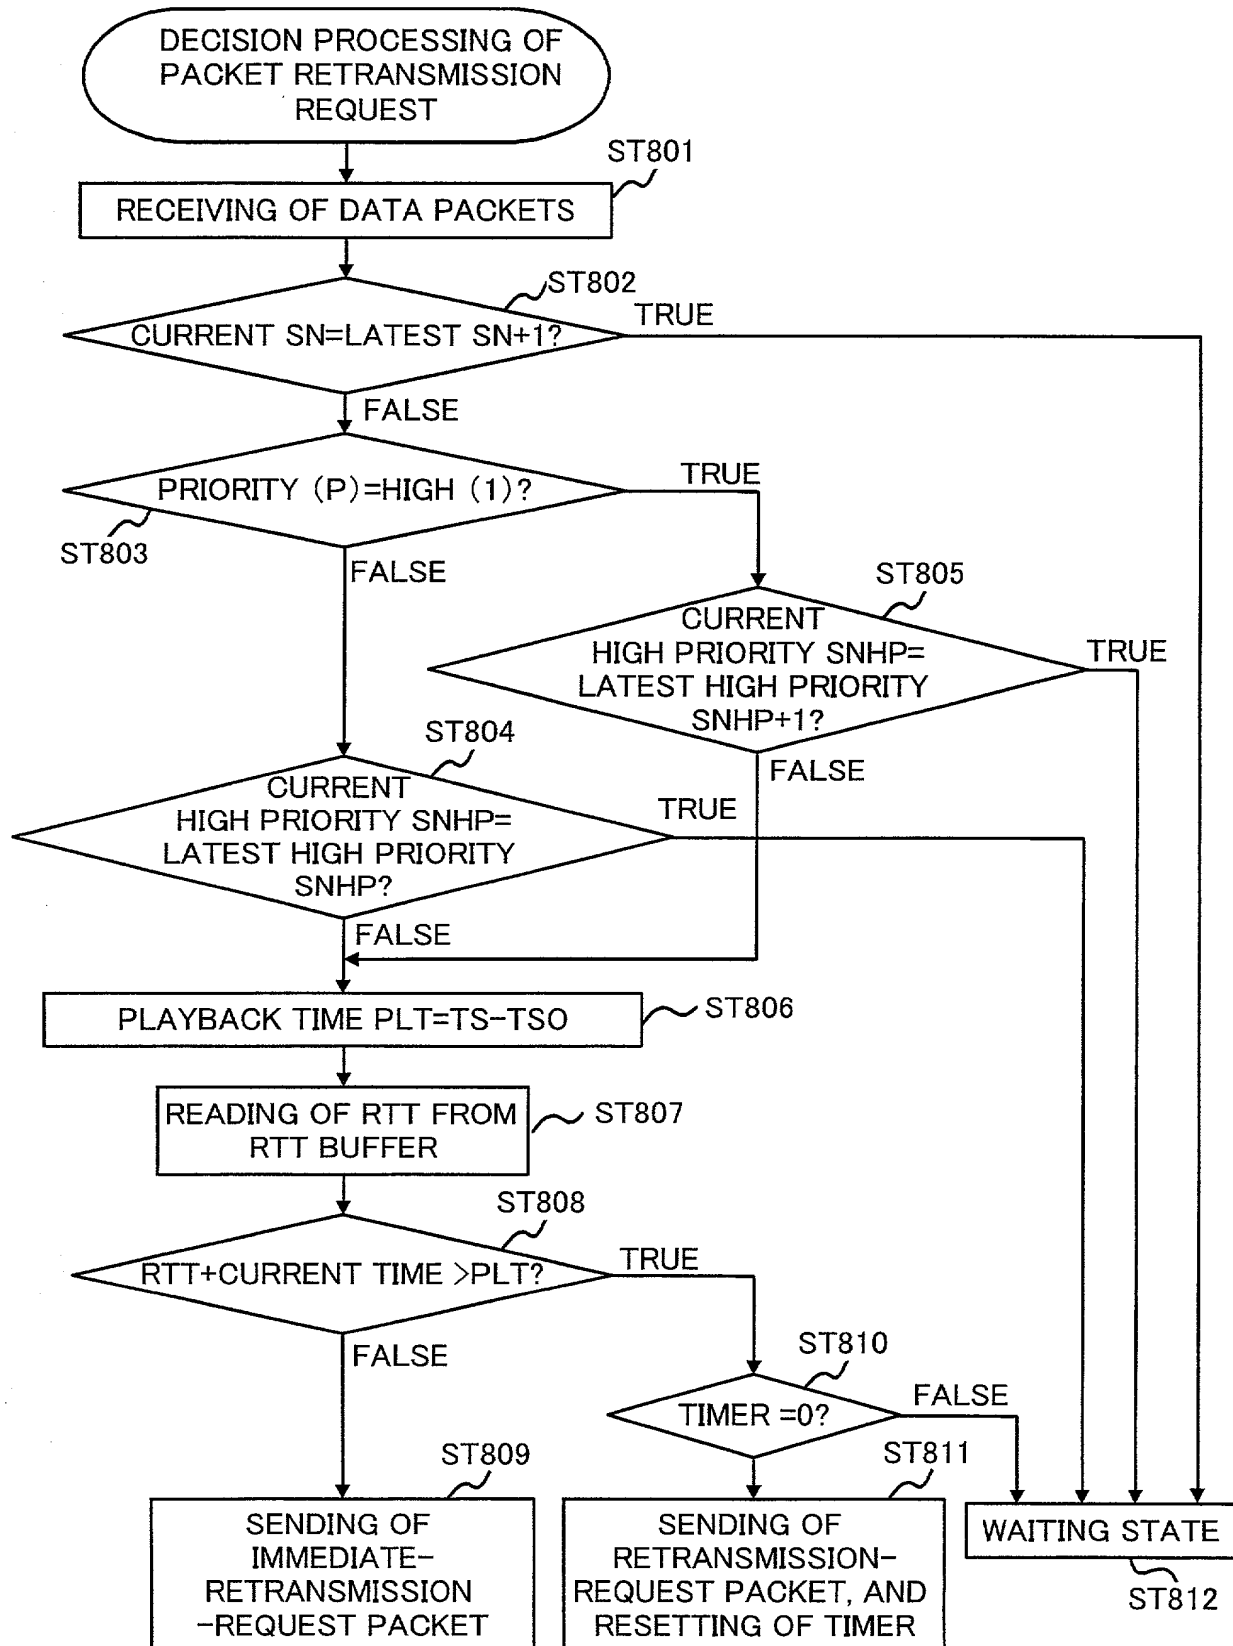 DECISION PROCESSING OF
PACKET RETRANSMISSION
REQUEST
ST801
RECEIVING OF DATA PACKETS
ST802
CURRENT SN=LATEST SN+1?
TRUE
FALSE
PRIORITY (P)=HIGH (1)?
TRUE
ST803
FALSE
ST805
CURRENT
HIGH PRIORITY SNHP=
LATEST HIGH PRIORITY
SNHP+1?
TRUE
FALSE
ST804
CURRENT
HIGH PRIORITY SNHP=
LATEST HIGH PRIORITY
SNHP?
TRUE
FALSE
PLAYBACK TIME PLT=TS-TSO
ST806
READING OF RTT FROM
RTT BUFFER
ST807
ST808
RTT+CURRENT TIME >PLT?
TRUE
FALSE
ST810
TIMER =0?
FALSE
ST809
SENDING OF
IMMEDIATE-
RETRANSMISSION
-REQUEST PACKET
ST811
SENDING OF
RETRANSMISSION-
REQUEST PACKET, AND
RESETTING OF TIMER
WAITING STATE
ST812